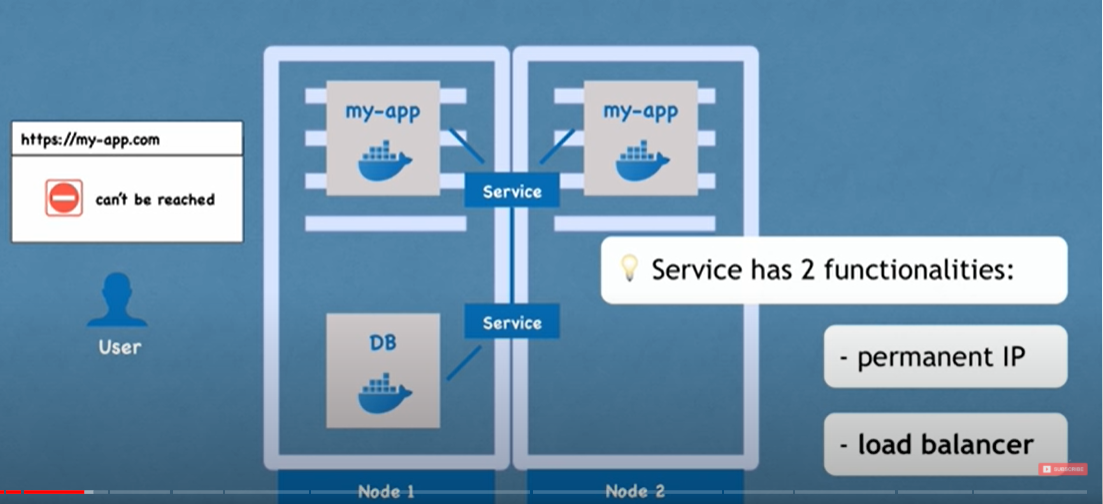 https://my-app.com
can't be reached
User
my-app
my-app
Service
Service
DB
Node 1
Node 2
Service has 2 functionalities:
- permanent IP
- load balancer
SUBSCRIBE